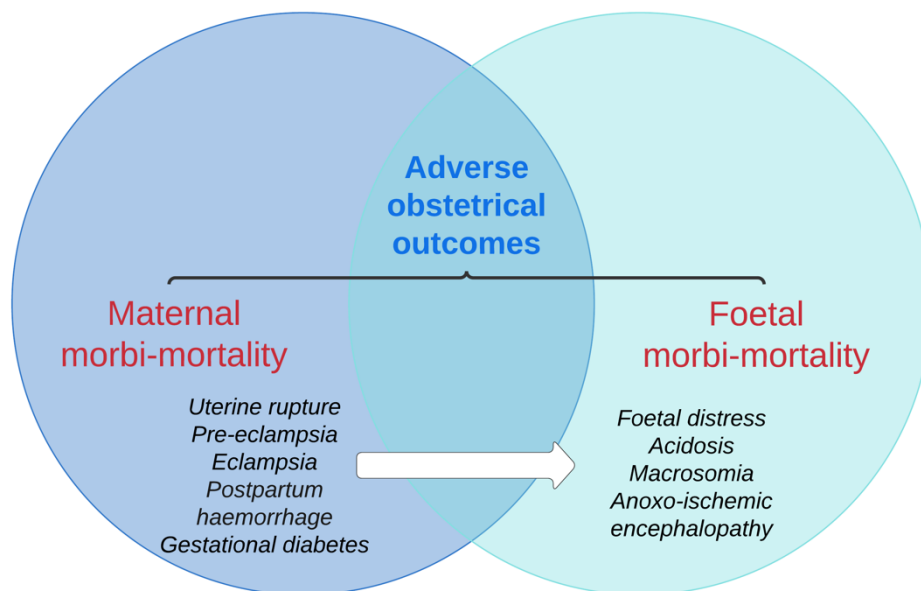 Adverse
obstetrical
outcomes
Maternal
morbi-mortality
Uterine rupture
Pre-eclampsia
Eclampsia
Postpartum
haemorrhage
Gestational diabetes
Foetal
morbi-mortality
Foetal distress
Acidosis
Macrosomia
Anoxo-ischemic
encephalopathy